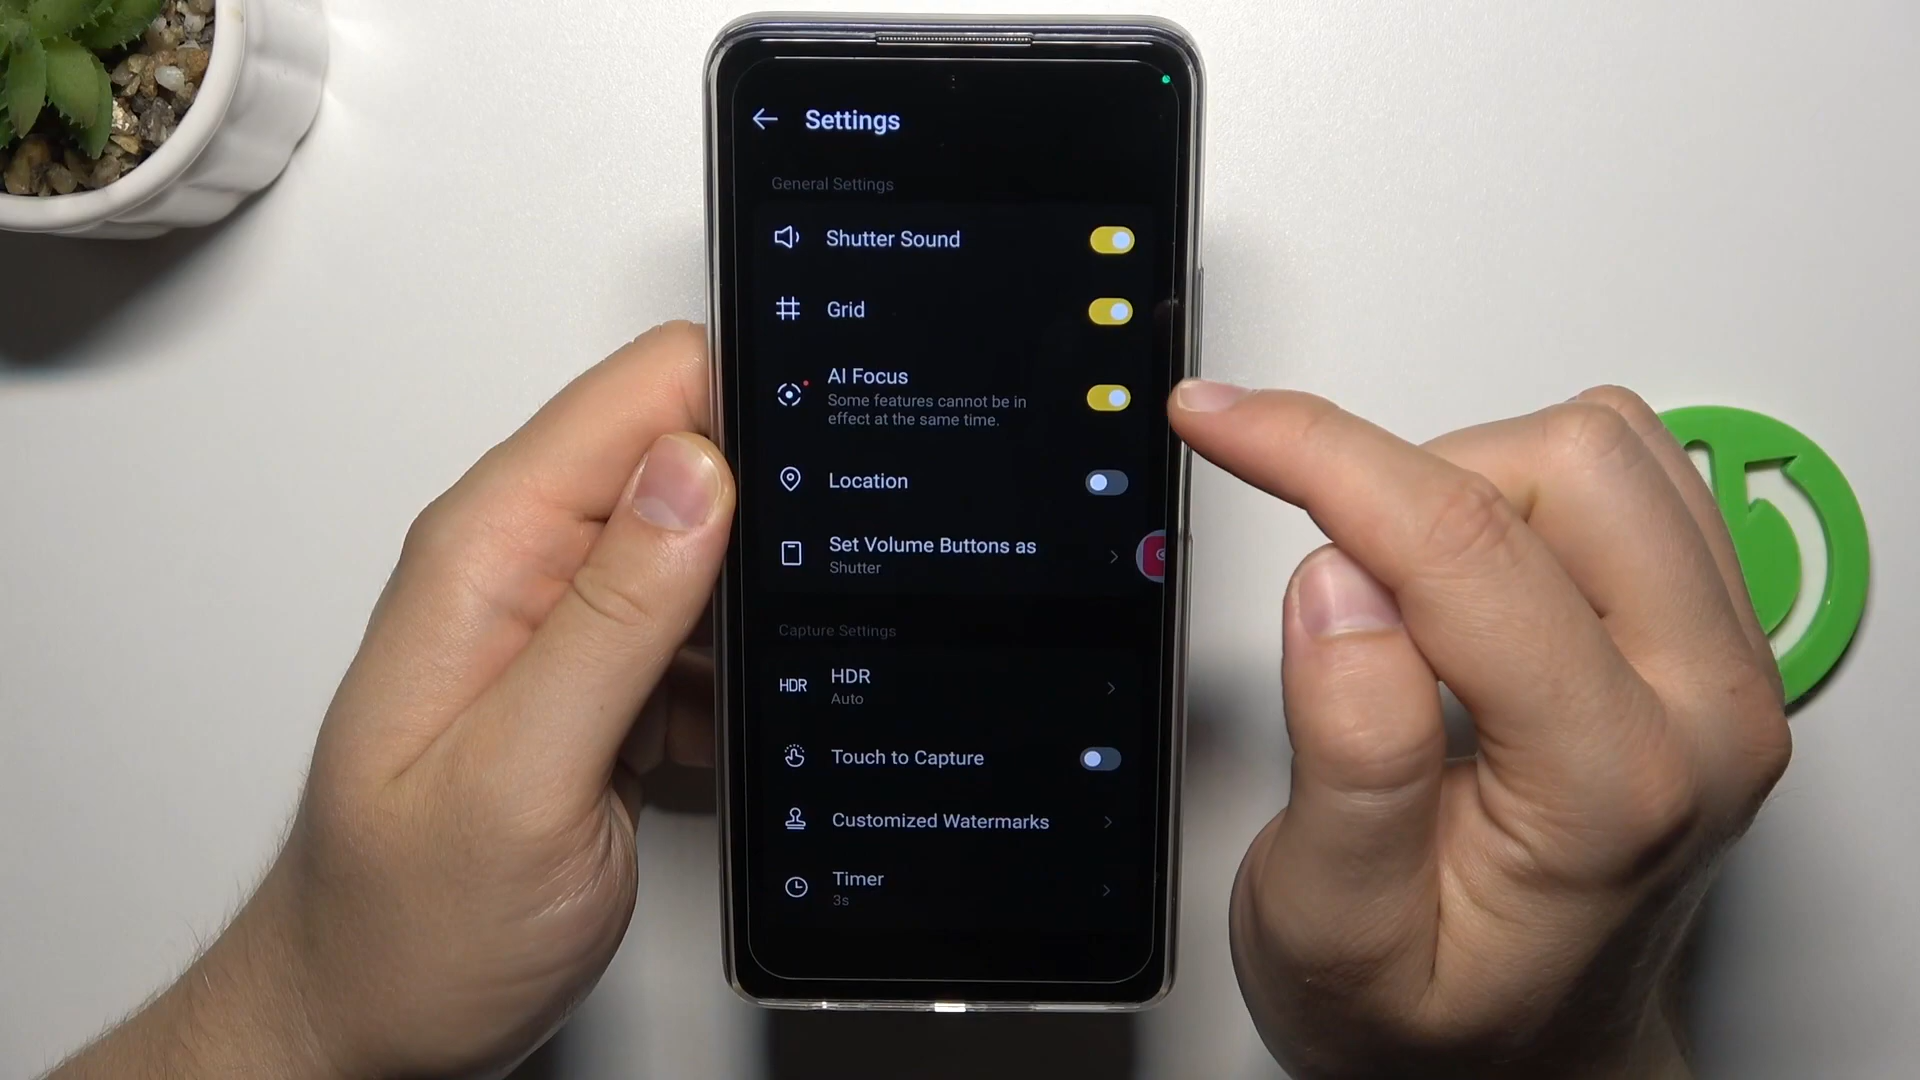 Settings
General Settings
Shutter Sound
Grid
AI Focus
Some features cannot be in
effect at the same time.
Location
Set Volume Buttons as
Shutter
Capture Settings
HDR
HDR
Auto
Touch to Capture
Customized Watermarks
Timer
3s